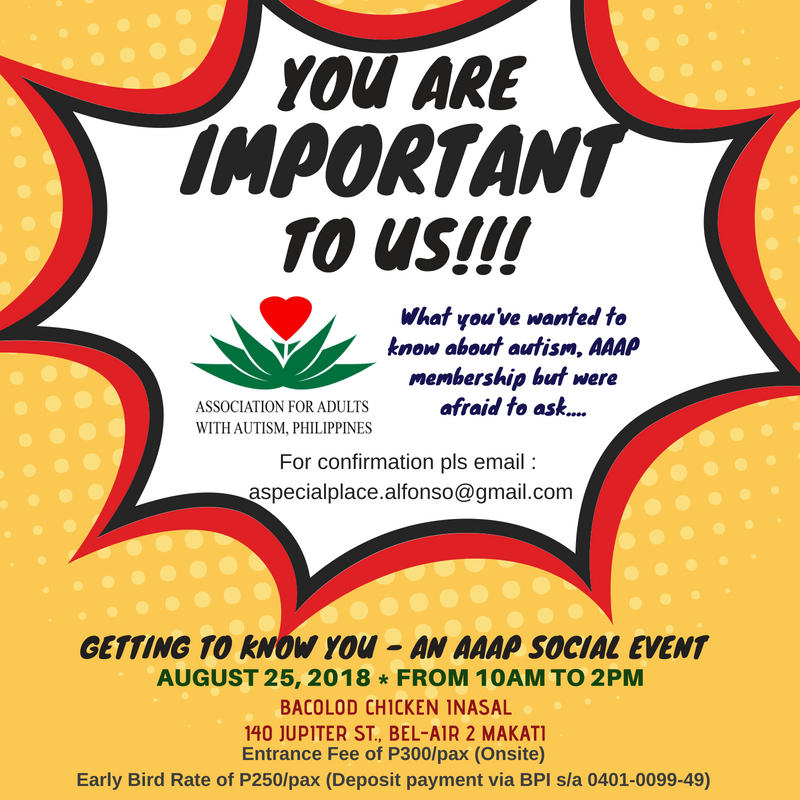 YOU ARE
IMPORTANT
TO US!!!
What you've wanted to
know about autism, AAAP
membership but were
afraid to ask....
ASSOCIATION FOR ADULTS
WITH AUTISM, PHILIPPINES
For confirmation pls email :
aspecialplace.alfonso@gmail.com
GETTING TO KNOW YOU - AN AAAP SOCIAL EVENT
AUGUST 25, 2018 * FROM 10AM TO 2PM
BACOLOD CHICKEN INASAL
140 JUPITER ST., BEL-AIR 2 MAKATI
Entrance Fee of P300/pax (Onsite)
Early Bird Rate of P250/pax (Deposit payment via BPI s/a 0401-0099-49)